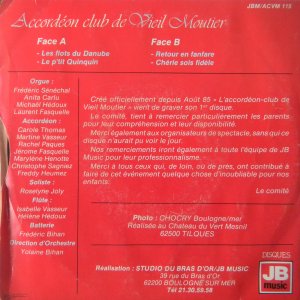 JBM/ACVM 115
Accordéon club de Vieil Moutier
Face A
- Les flots du Danube
- Le p'tit Quinquin
Face B
- Retour en fanfare
- Chérie sois fidèle
Orgue :
Frédéric Sénéchal
Anita Carlu
Michaël Hédoux
Laurent Fasquelle
Accordéon :
Carole Thomas
Martine Vasseur
Rachel Paques
Jérome Fasquelle
Marylène Henotte
Christophe Sagniez
Freddy Heumez
Soliste :
Roselyne Joly
Flûte :
Isabelle Vasseur
Hélène Hédoux
Batterie
Frédéric Bihan
Direction d'Orchestre
Yolaine Bihan
Créé officiellement depuis Août 85 - L'accordéon-club de
Vieil Moutier - vient de graver son 1er disque.
Le comité, tient à remercier particulièrement les parents
pour leur compréhension et leur disponibilité.
Merci également aux organisateurs de spectacle, sans qui ce
disque n'aurait pu voir le jour.
Nos remerciements iront également à toute l'équipe de JB
Music pour leur professionnalisme.
Merci à tous ceux qui, de loin, où de près, ont contribué à
faire de cet événement quelque chose d'inoubliable pour nos
enfants.
Le comité
Photo : CHOCRY Boulogne/mer
Réalisée au Chateau du Vert Mesnil
62500 TILQUES
Réalisation : STUDIO DU BRAS D'OR/JB MUSIC
39 rue du Bras d'Or
62200 BOULOGNE SUR MER
Tél 21.30.59.58
DISQUES
JB
music